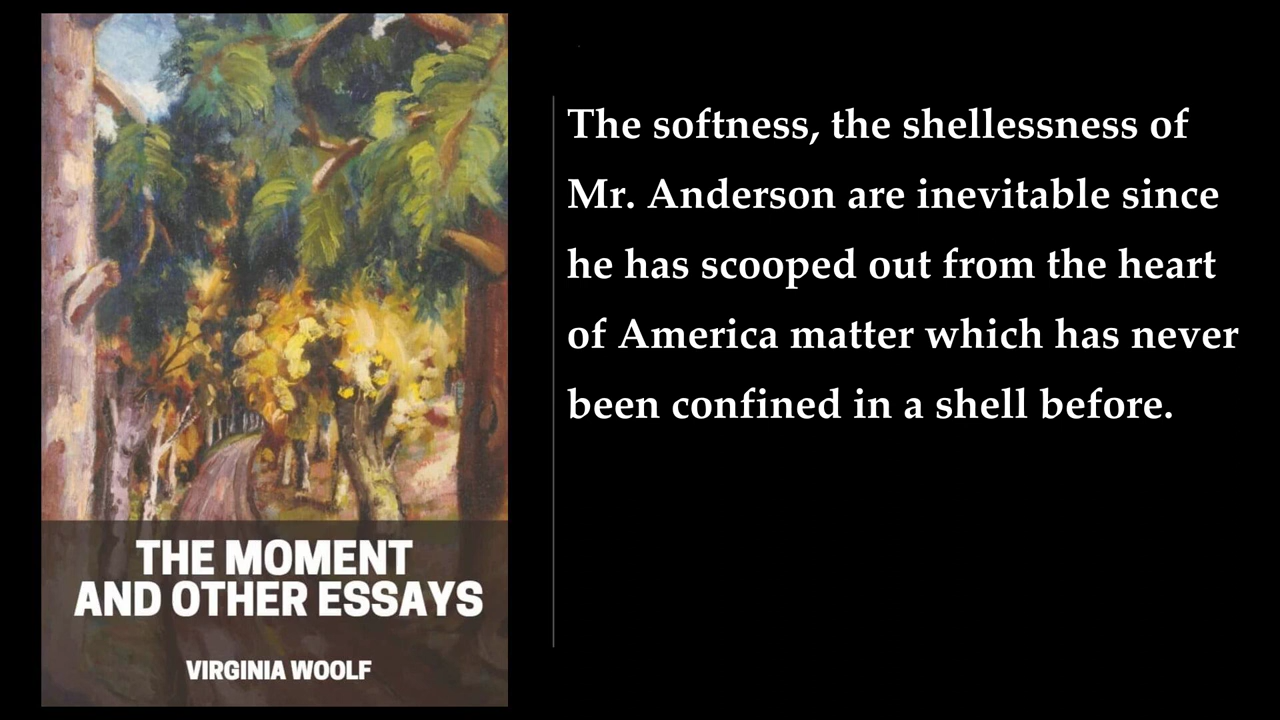 THE MOMENT
AND OTHER ESSAYS
VIRGINIA WOOLF
The softness, the shellessness of
Mr. Anderson are inevitable since
he has scooped out from the heart
of America matter which has never
been confined in a shell before.